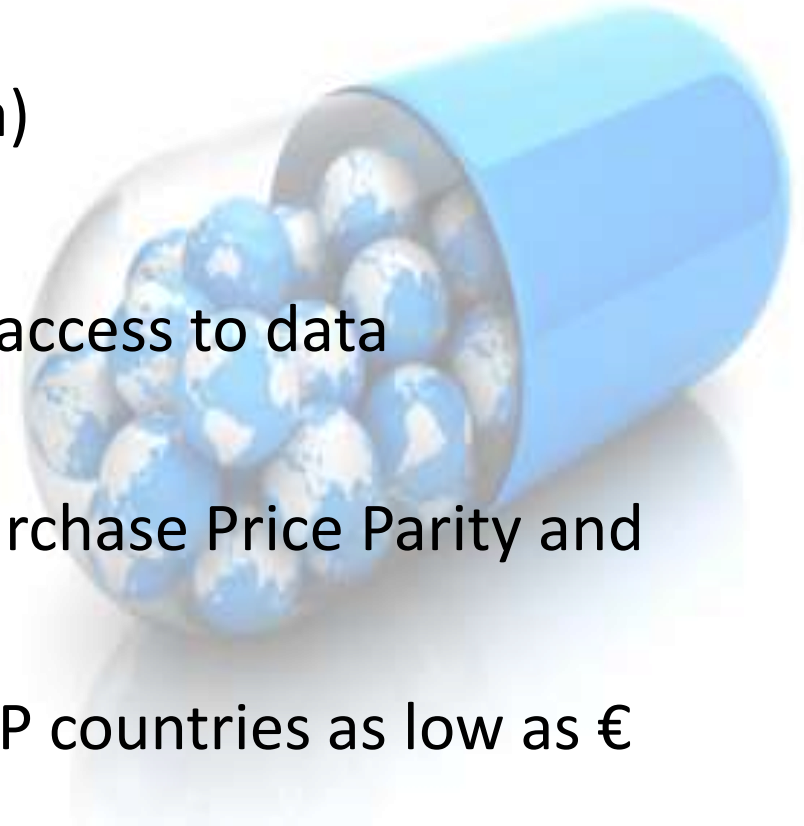 )
access to data
rchase Price Parity and
P countries as low as €